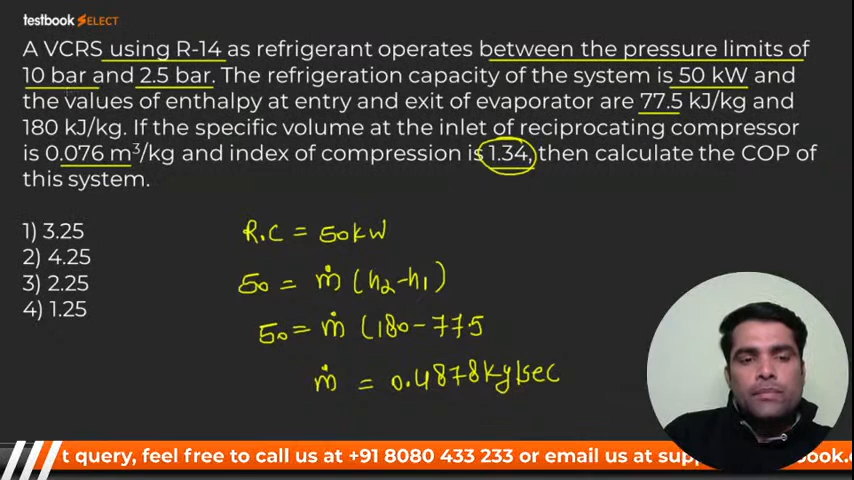 testbook SELECT
A VCRS using R-14 as refrigerant operates between the pressure limits of
10 bar and 2.5 bar. The refrigeration capacity of the system is 50 kW and
the values of enthalpy at entry and exit of evaporator are 77.5 kJ/kg and
180 kJ/kg. If the specific volume at the inlet of reciprocating compressor
is 0.076 m³/kg and index of compression is 1.34, then calculate the COP of
this system.
1) 3.25
2) 4.25
3) 2.25
4) 1.25
R.C = 50kW
50 = ṁ (h2-h1)
50 = ṁ (180-77.5
ṁ = 0.4878kg/sec
t query, feel free to call us at +91 8080 433 233 or email us at sup
book.c